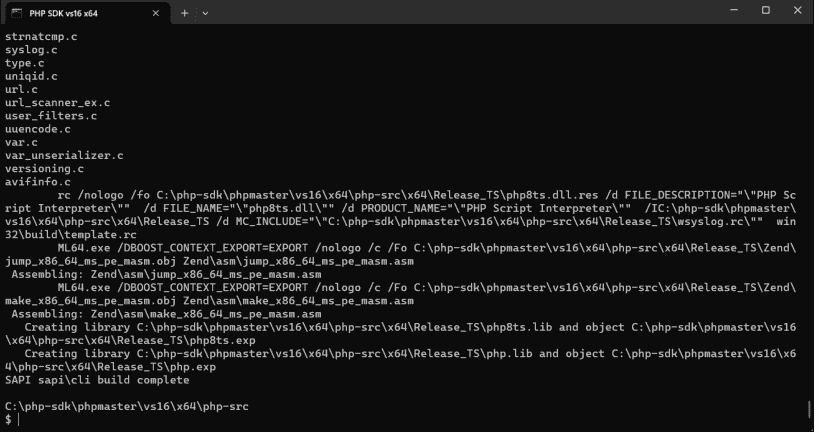 PHP SDK vs16 x64
strnatcmp.c
syslog.c
type.c
uniqid.c
url.c
url_scanner_ex.c
user_filters.c
uuencode.c
var.c
var_unserializer.c
versioning.c
avifinfo.c
        rc /nologo /fo C:\php-sdk\phpmaster\vs16\x64\php-src\x64\Release_TS\php8ts.dll.res /d FILE_DESCRIPTION="\"PHP Sc
ript Interpreter\""  /d FILE_NAME="\"php8ts.dll\"" /d PRODUCT_NAME="\"PHP Script Interpreter\""  /IC:\php-sdk\phpmaster\
vs16\x64\php-src\x64\Release_TS /d MC_INCLUDE="\"C:\php-sdk\phpmaster\vs16\x64\php-src\x64\Release_TS\wsyslog.rc\""  win
32\build\template.rc
        ML64.exe /DBOOST_CONTEXT_EXPORT=EXPORT /nologo /c /Fo C:\php-sdk\phpmaster\vs16\x64\php-src\x64\Release_TS\Zend\
jump_x86_64_ms_pe_masm.obj Zend\asm\jump_x86_64_ms_pe_masm.asm
 Assembling: Zend\asm\jump_x86_64_ms_pe_masm.asm
        ML64.exe /DBOOST_CONTEXT_EXPORT=EXPORT /nologo /c /Fo C:\php-sdk\phpmaster\vs16\x64\php-src\x64\Release_TS\Zend\
make_x86_64_ms_pe_masm.obj Zend\asm\make_x86_64_ms_pe_masm.asm
 Assembling: Zend\asm\make_x86_64_ms_pe_masm.asm
   Creating library C:\php-sdk\phpmaster\vs16\x64\php-src\x64\Release_TS\php8ts.lib and object C:\php-sdk\phpmaster\vs16
\x64\php-src\x64\Release_TS\php8ts.exp
   Creating library C:\php-sdk\phpmaster\vs16\x64\php-src\x64\Release_TS\php.lib and object C:\php-sdk\phpmaster\vs16\x6
4\php-src\x64\Release_TS\php.exp
SAPI sapi\cli build complete
C:\php-sdk\phpmaster\vs16\x64\php-src
$